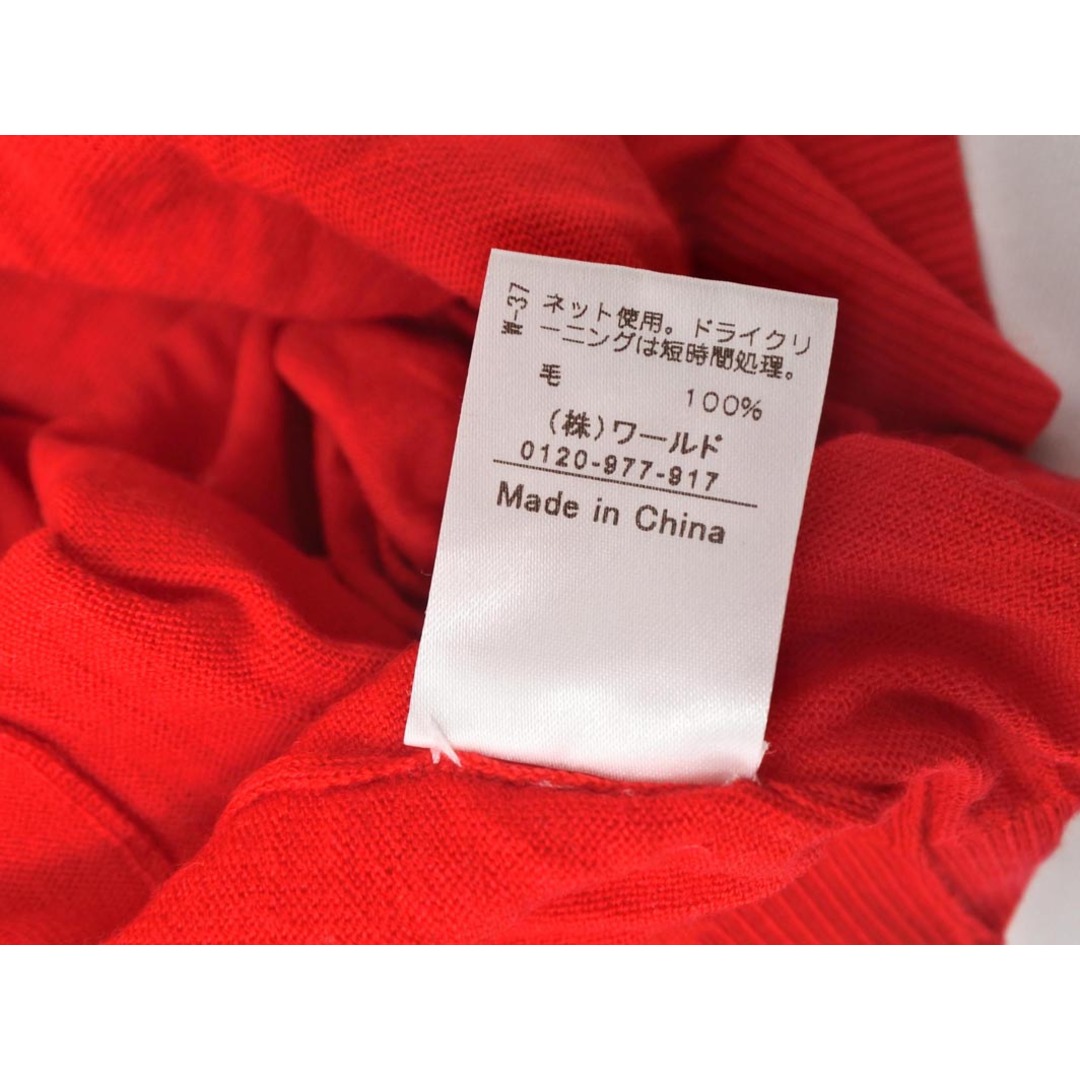 W-37
ネット使用。ドライクリ
ーニングは短時間処理。
毛 100%
(株)ワールド
0120-977-917
Made in China